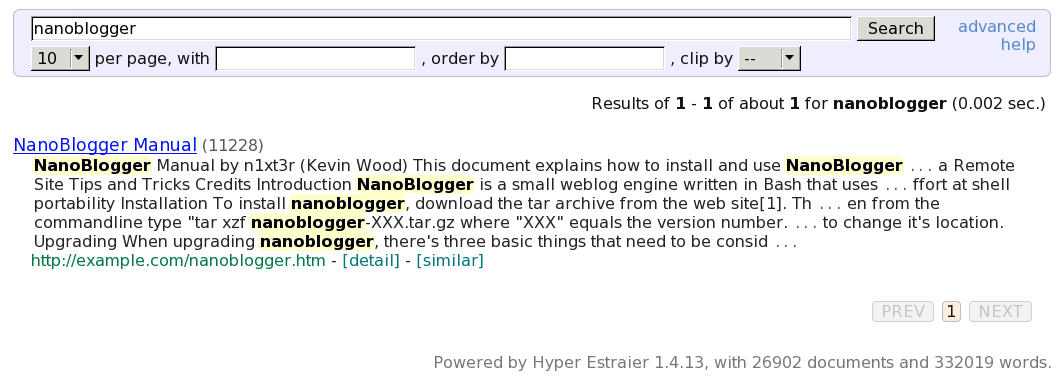 nanoblogger Search advanced
help
10 per page, with , order by , clip by --
Results of 1 - 1 of about 1 for nanoblogger (0.002 sec.)
NanoBlogger Manual (11228)
NanoBlogger Manual by n1xt3r (Kevin Wood) This document explains how to install and use NanoBlogger ... a Remote
Site Tips and Tricks Credits Introduction NanoBlogger is a small weblog engine written in Bash that uses ... ffort at shell
portability Installation To install nanoblogger, download the tar archive from the web site[1]. Th ... en from the
commandline type "tar xzf nanoblogger-XXX.tar.gz where "XXX" equals the version number. ... to change it's location.
Upgrading When upgrading nanoblogger, there's three basic things that need to be consid ...
http://example.com/nanoblogger.htm - [detail] - [similar]
PREV 1 NEXT
Powered by Hyper Estraier 1.4.13, with 26902 documents and 332019 words.